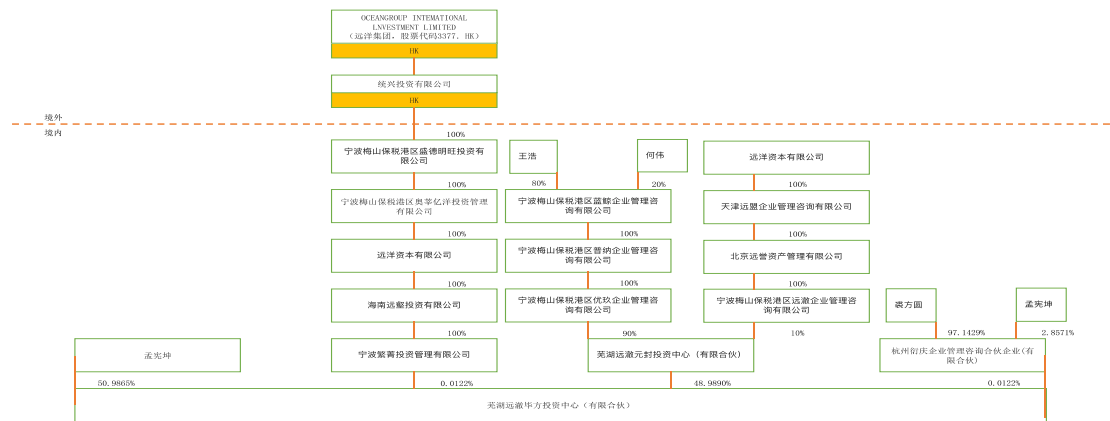 OCEANGROUP INTEMATIONAL
LNVESTMENT LIMITED
(远洋集团，股票代码3377．HK)
HK
统兴投资有限公司
HK
境外
境内
100%
宁波梅山保税港区盛德明旺投资有
限公司
王浩
何伟
远洋资本有限公司
100%
80%
20%
100%
宁波梅山保税港区奥莘亿洋投资管理
有限公司
宁波梅山保税港区蓝鲸企业管理咨
询有限公司
天津远盟企业管理咨询有限公司
100%
100%
100%
远洋资本有限公司
宁波梅山保税港区普纳企业管理咨
询有限公司
北京远誉资产管理有限公司
100%
100%
100%
海南远壑投资有限公司
宁波梅山保税港区优玖企业管理咨
询有限公司
宁波梅山保税港区远澈企业管理咨
询有限公司
裘方圆
孟宪坤
100%
90%
10%
97.1429%
2.8571%
孟宪坤
宁波繁菁投资管理有限公司
芜湖远澈元封投资中心（有限合伙）
杭州衍庆企业管理咨询合伙企业(有
限合伙)
50.9865%
0.0122%
48.9890%
0.0122%
芜湖远澈毕方投资中心（有限合伙）